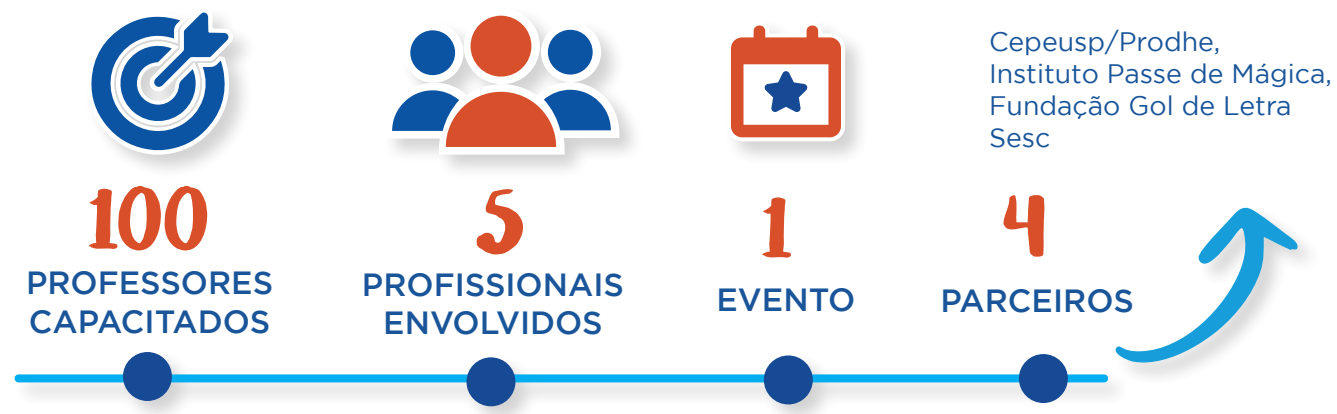 Cepeusp/Prodhe,
Instituto Passe de Mágica,
Fundação Gol de Letra
Sesc
100
PROFESSORES
CAPACITADOS
5
PROFISSIONAIS
ENVOLVIDOS
1
EVENTO
4
PARCEIROS